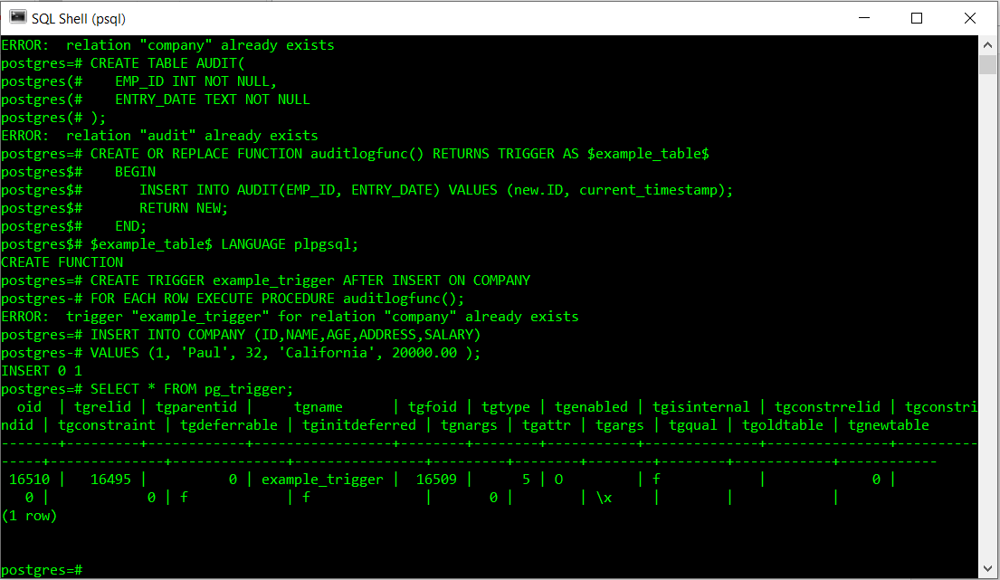 SQL Shell (psql)
ERROR:  relation "company" already exists
postgres=# CREATE TABLE AUDIT(
postgres(#    EMP_ID INT NOT NULL,
postgres(#    ENTRY_DATE TEXT NOT NULL
postgres(# );
ERROR:  relation "audit" already exists
postgres=# CREATE OR REPLACE FUNCTION auditlogfunc() RETURNS TRIGGER AS $example_table$
postgres$#    BEGIN
postgres$#       INSERT INTO AUDIT(EMP_ID, ENTRY_DATE) VALUES (new.ID, current_timestamp);
postgres$#       RETURN NEW;
postgres$#    END;
postgres$# $example_table$ LANGUAGE plpgsql;
CREATE FUNCTION
postgres=# CREATE TRIGGER example_trigger AFTER INSERT ON COMPANY
postgres-# FOR EACH ROW EXECUTE PROCEDURE auditlogfunc();
ERROR:  trigger "example_trigger" for relation "company" already exists
postgres=# INSERT INTO COMPANY (ID,NAME,AGE,ADDRESS,SALARY)
postgres-# VALUES (1, 'Paul', 32, 'California', 20000.00 );
INSERT 0 1
postgres=# SELECT * FROM pg_trigger;
  oid  | tgrelid | tgparentid |     tgname      | tgfoid | tgtype | tgenabled | tgisinternal | tgconstrrelid | tgconstri
ndid | tgconstraint | tgdeferrable | tginitdeferred | tgnargs | tgattr | tgargs | tgqual | tgoldtable | tgnewtable
-------+---------+------------+-----------------+--------+--------+-----------+--------------+---------------+----------
-----+--------------+--------------+----------------+---------+--------+--------+--------+------------+------------
 16510 |   16495 |          0 | example_trigger |  16509 |      5 | O         | f            |             0 |
   0 |            0 | f            | f              |       0 |        | \x     |        |            |
(1 row)
postgres=#